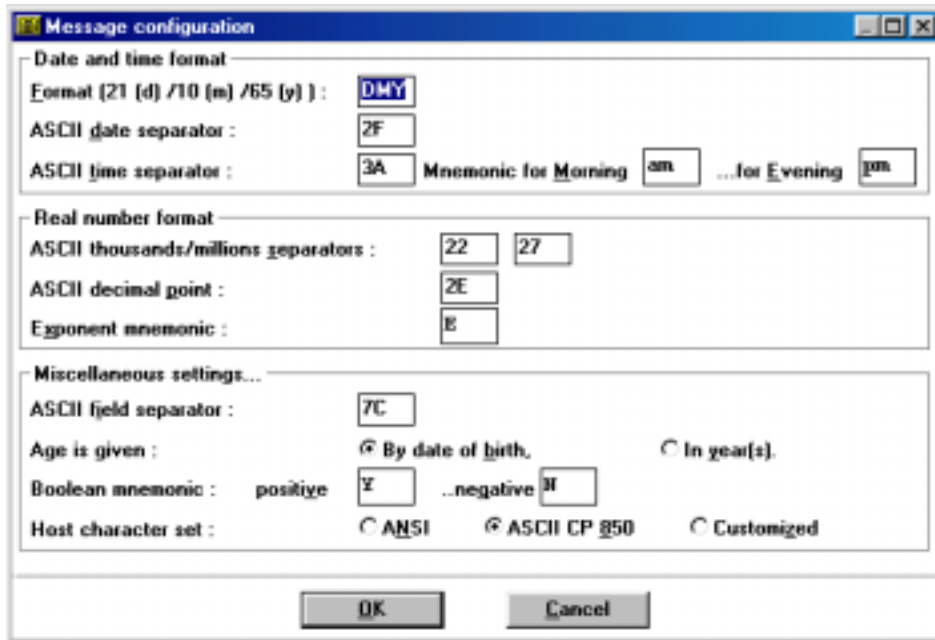 Message configuration
Date and time format
Format (21 (d) /10 (m) /65 (y) ) : DMY
ASCII date separator : 2F
ASCII time separator : 3A Mnemonic for Morning am ...for Evening pm
Real number format
ASCII thousands/millions separators : 22 27
ASCII decimal point : 2E
Exponent mnemonic : E
Miscellaneous settings...
ASCII field separator : 7C
Age is given : By date of birth, In year(s).
Boolean mnemonic : positive Y ..negative N
Host character set : ANSI ASCII CP 850 Customized
OK Cancel